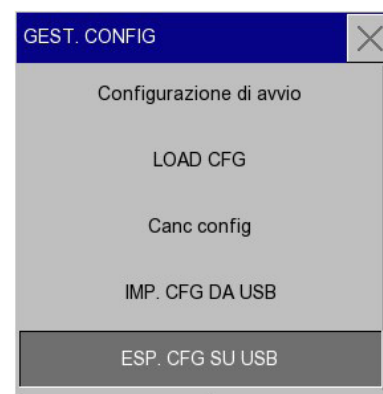 GEST. CONFIG
Configurazione di avvio
LOAD CFG
Canc config
IMP. CFG DA USB
ESP. CFG SU USB